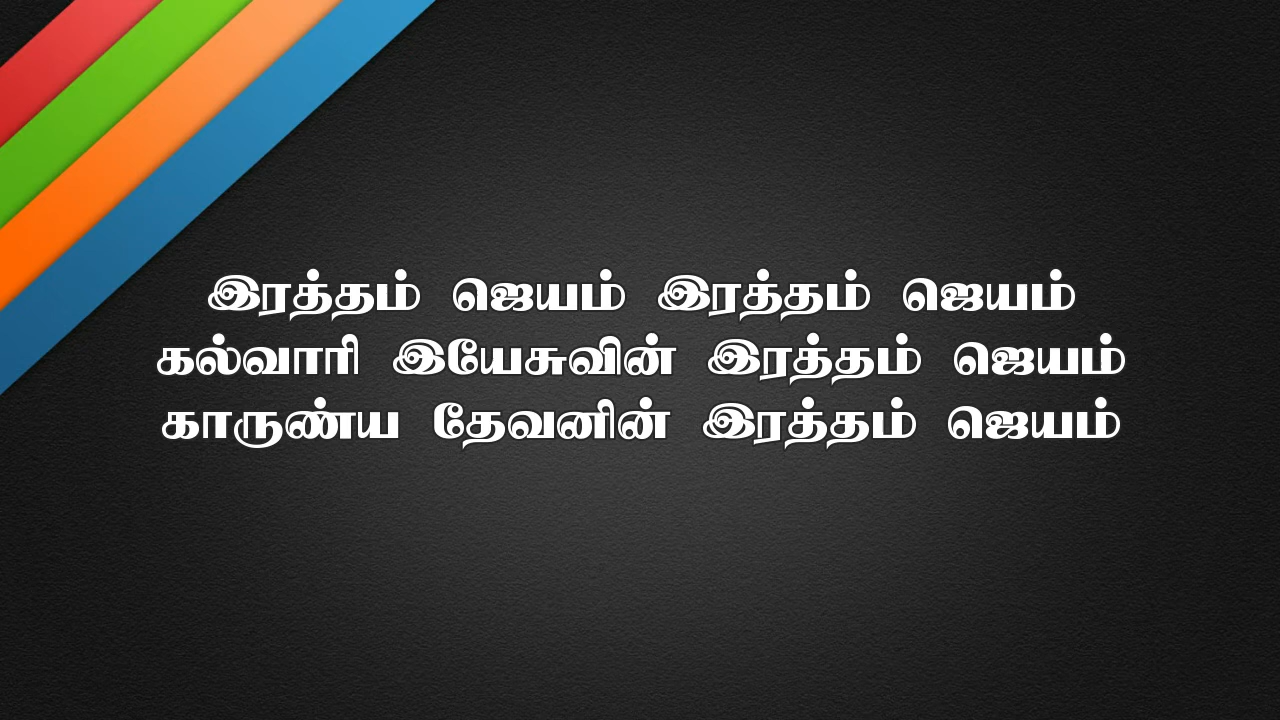 இரத்தம் ஜெயம் இரத்தம் ஜெயம்
கல்வாரி இயேசுவின் இரத்தம் ஜெயம்
காருண்ய தேவனின் இரத்தம் ஜெயம்